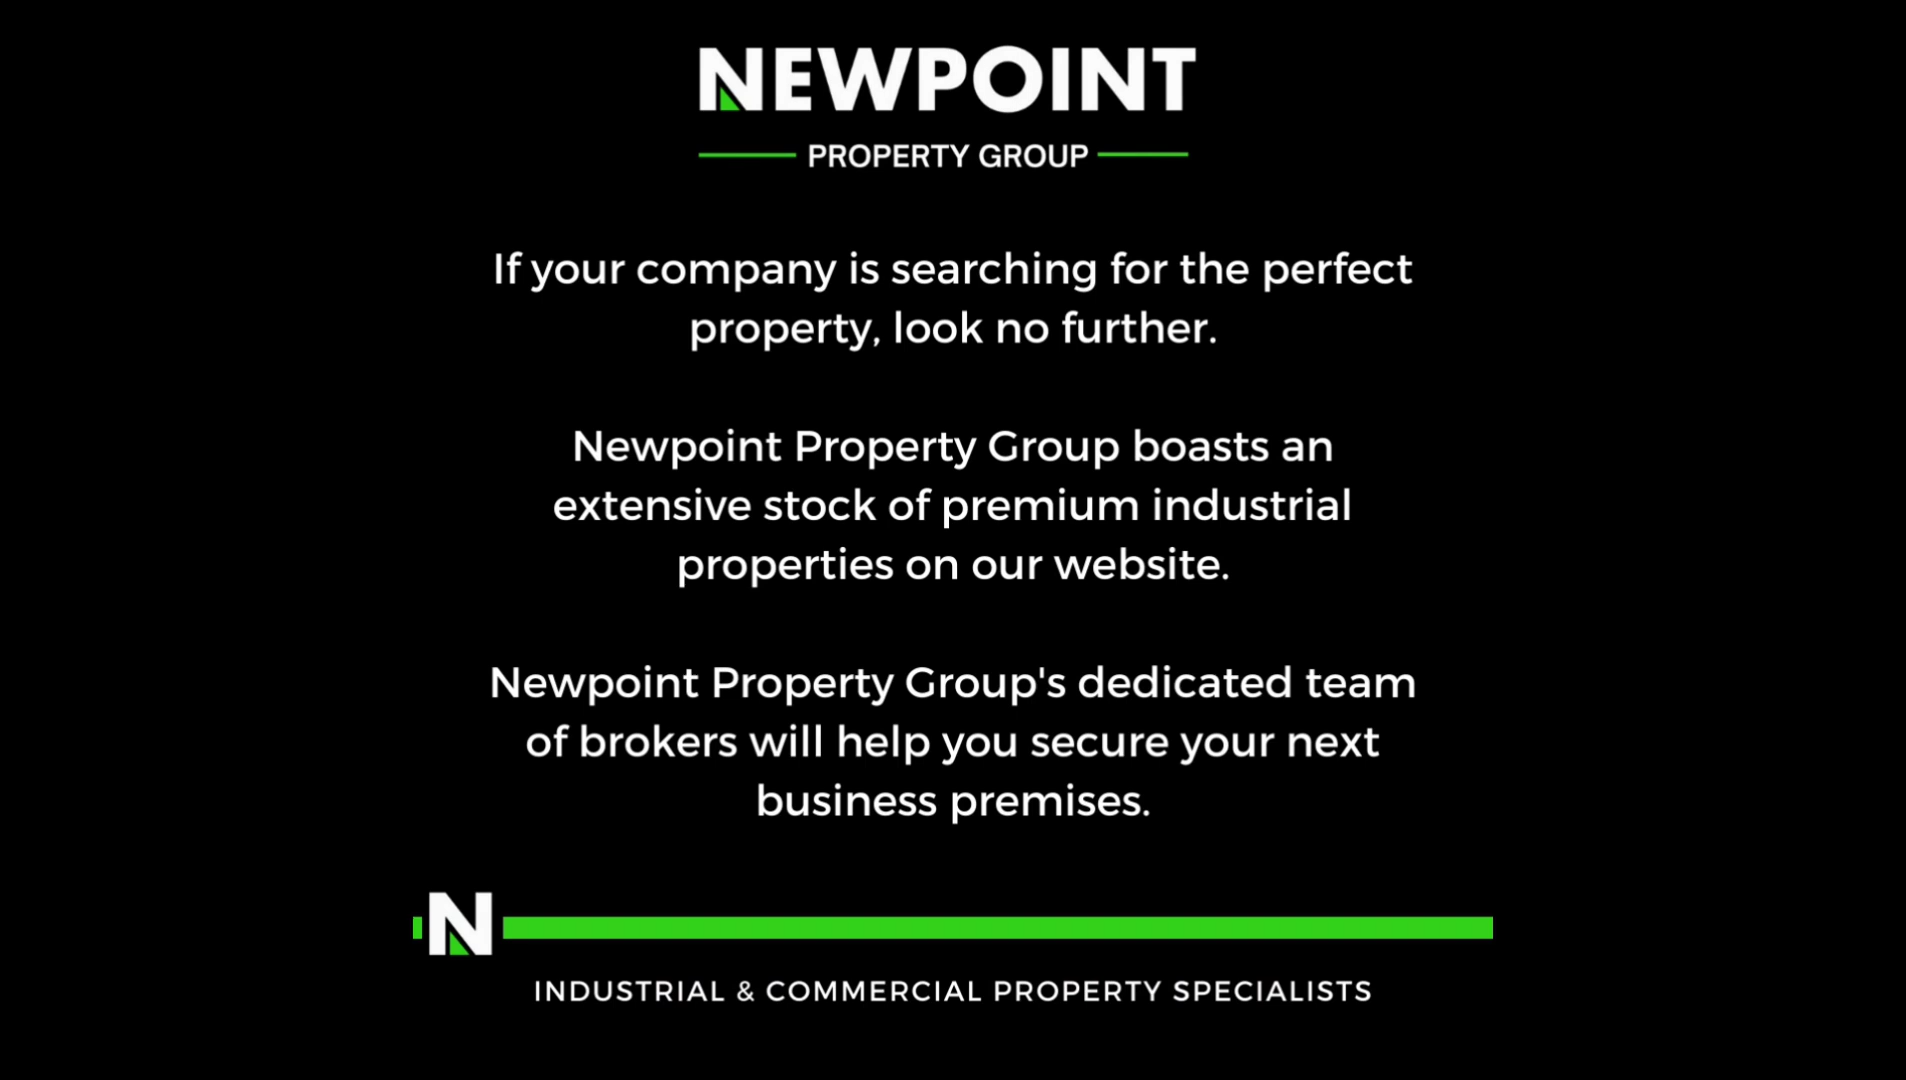 NEWPOINT
PROPERTY GROUP
If your company is searching for the perfect
property, look no further.
Newpoint Property Group boasts an
extensive stock of premium industrial
properties on our website.
Newpoint Property Group's dedicated team
of brokers will help you secure your next
business premises.
N
INDUSTRIAL & COMMERCIAL PROPERTY SPECIALISTS